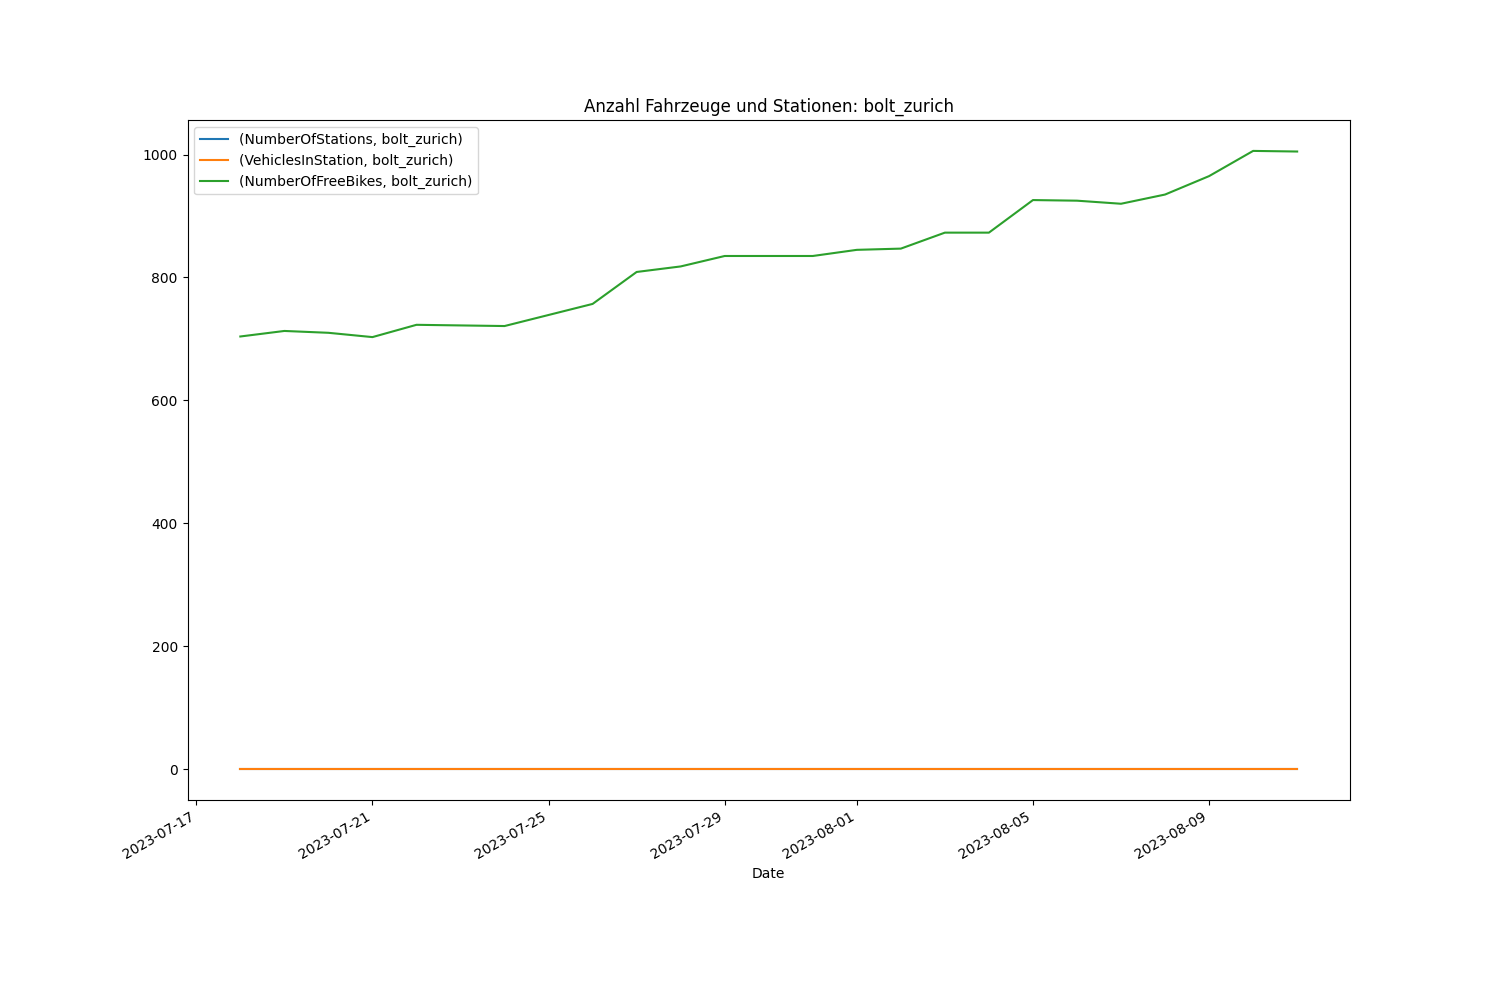 Anzahl Fahrzeuge und Stationen: bolt_zurich
(NumberOfStations, bolt_zurich)
(VehiclesInStation, bolt_zurich)
(NumberOfFreeBikes, bolt_zurich)
1000
800
600
400
200
0
2023-07-17
2023-07-21
2023-07-25
2023-07-29
2023-08-01
2023-08-05
2023-08-09
Date